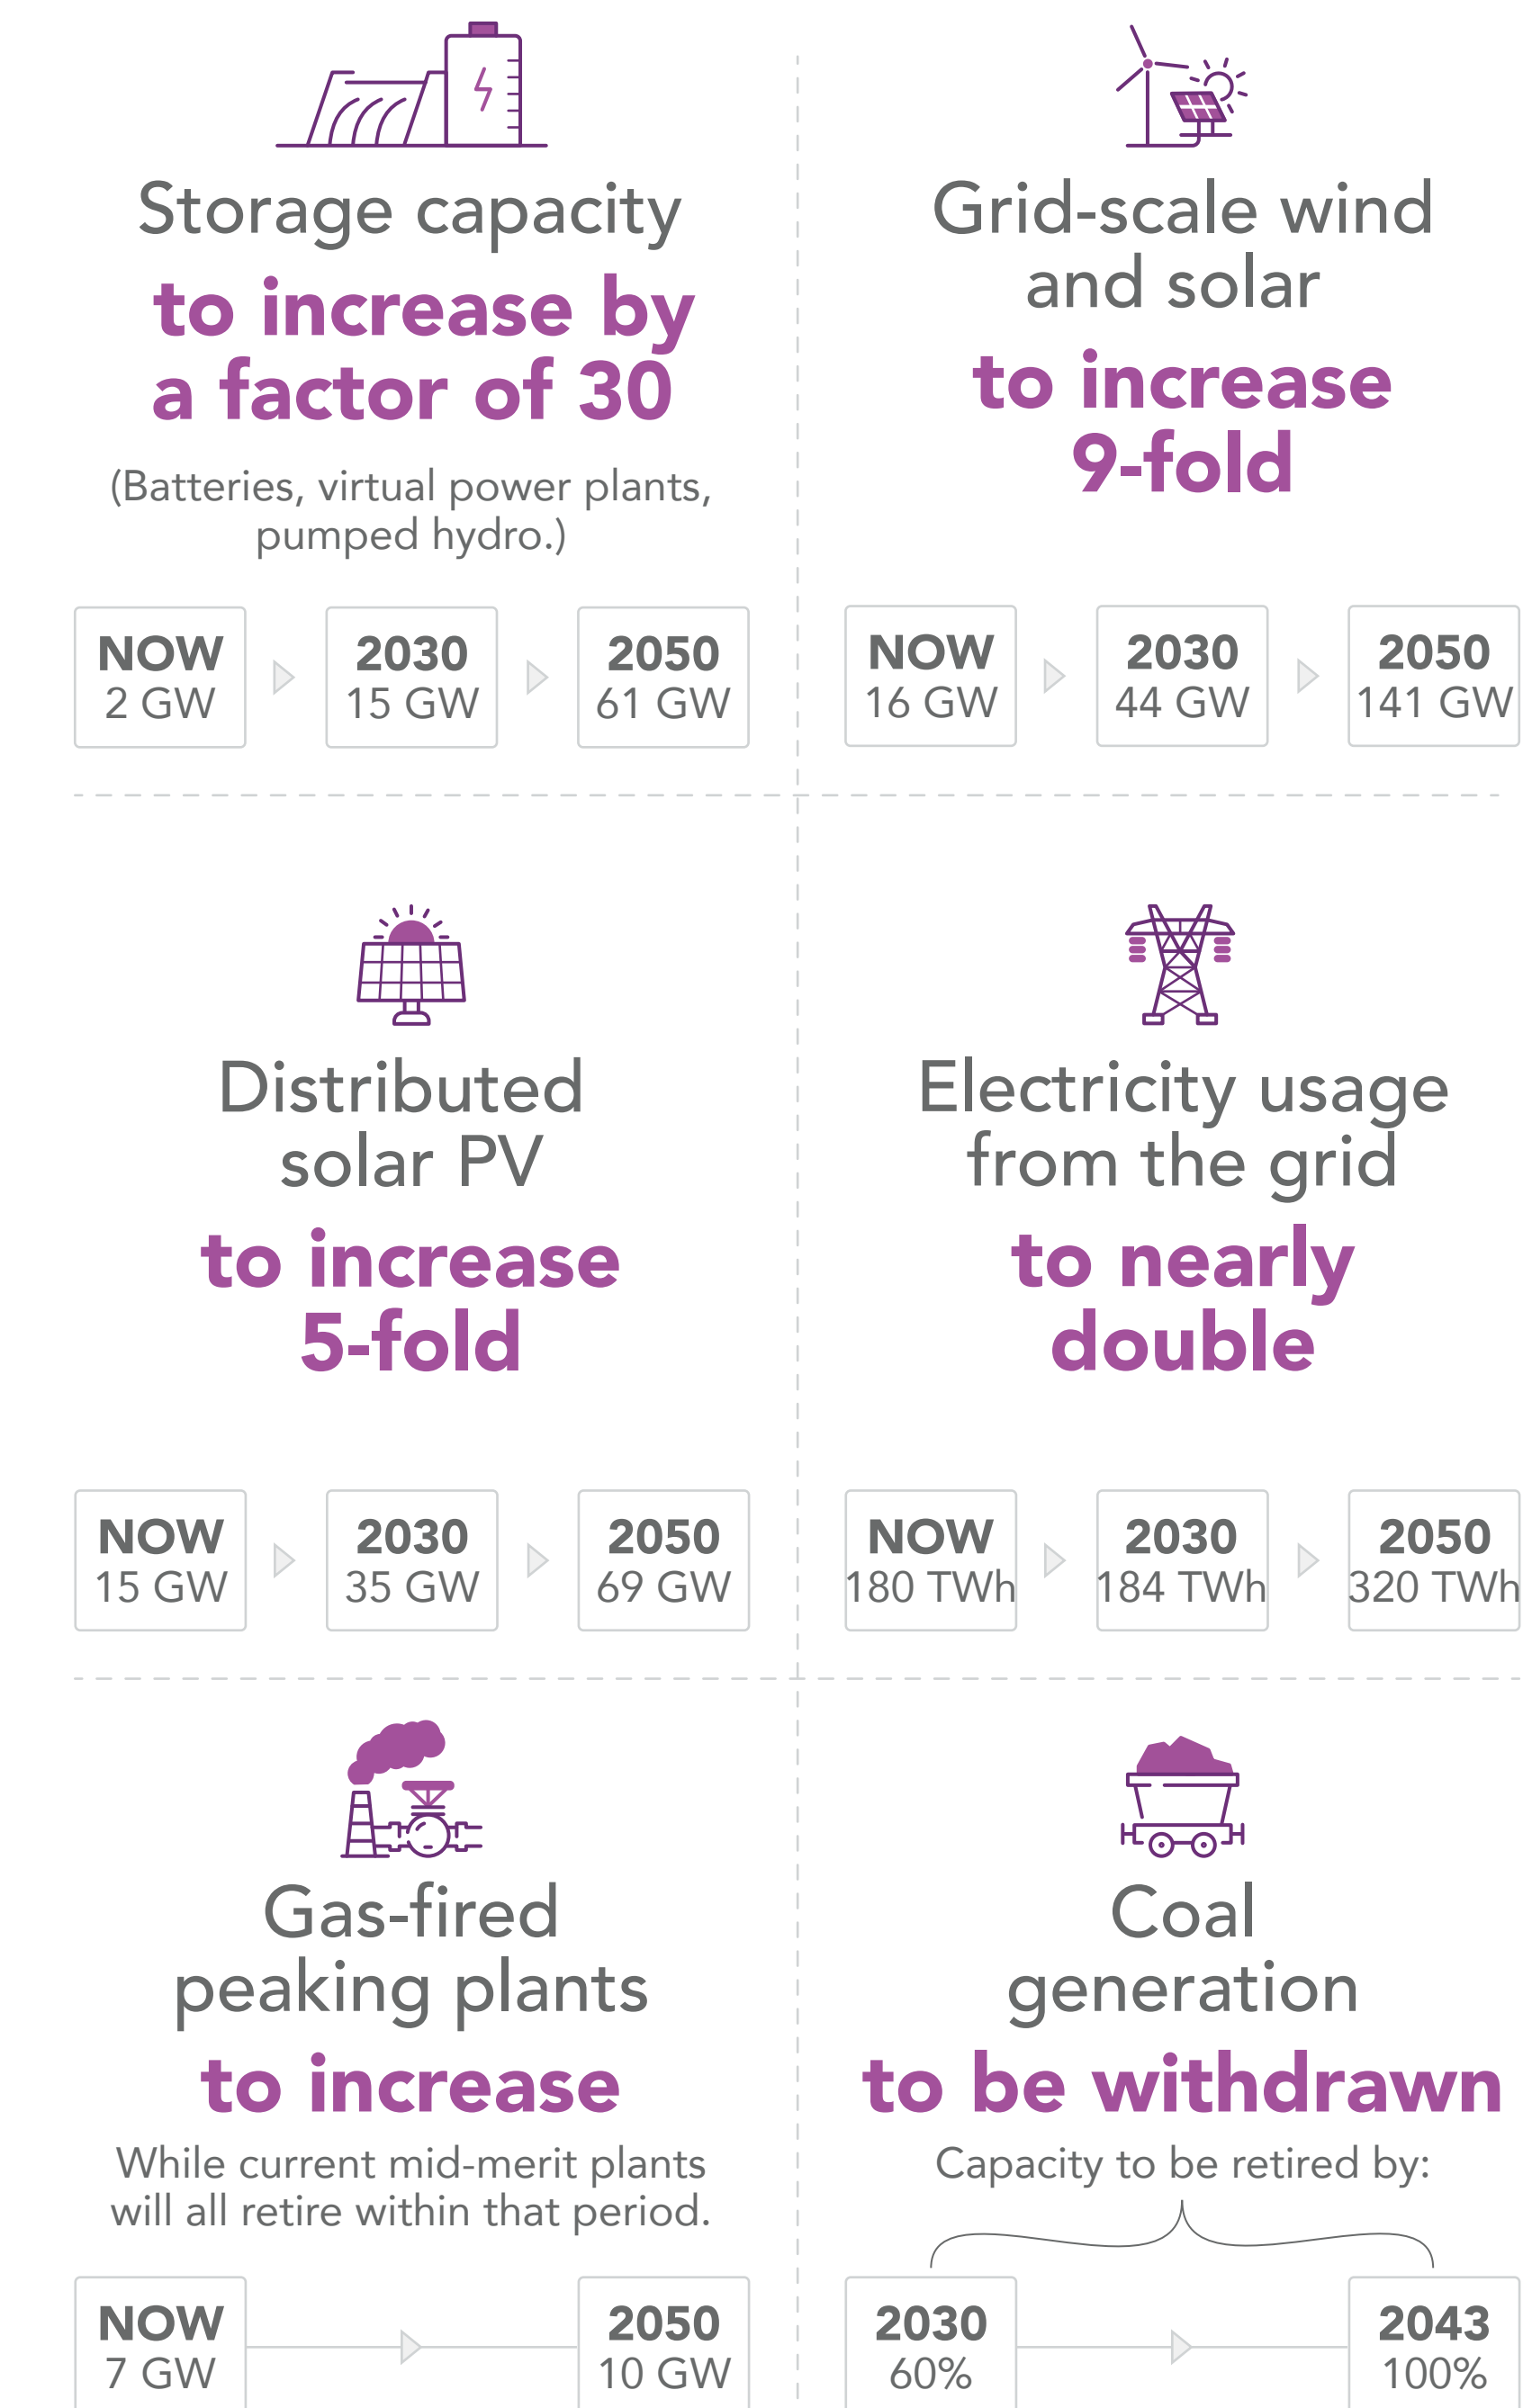 Storage capacity
to increase by
a factor of 30
(Batteries, virtual power plants,
pumped hydro.)
NOW
2 GW
2030
15 GW
2050
61 GW
Grid-scale wind
and solar
to increase
9-fold
NOW
16 GW
2030
44 GW
2050
141 GW
Distributed
solar PV
to increase
5-fold
NOW
15 GW
2030
35 GW
2050
69 GW
Electricity usage
from the grid
to nearly
double
NOW
180 TWh
2030
184 TWh
2050
320 TWh
Gas-fired
peaking plants
to increase
While current mid-merit plants
will all retire within that period.
NOW
7 GW
2050
10 GW
Coal
generation
to be withdrawn
Capacity to be retired by:
2030
60%
2043
100%